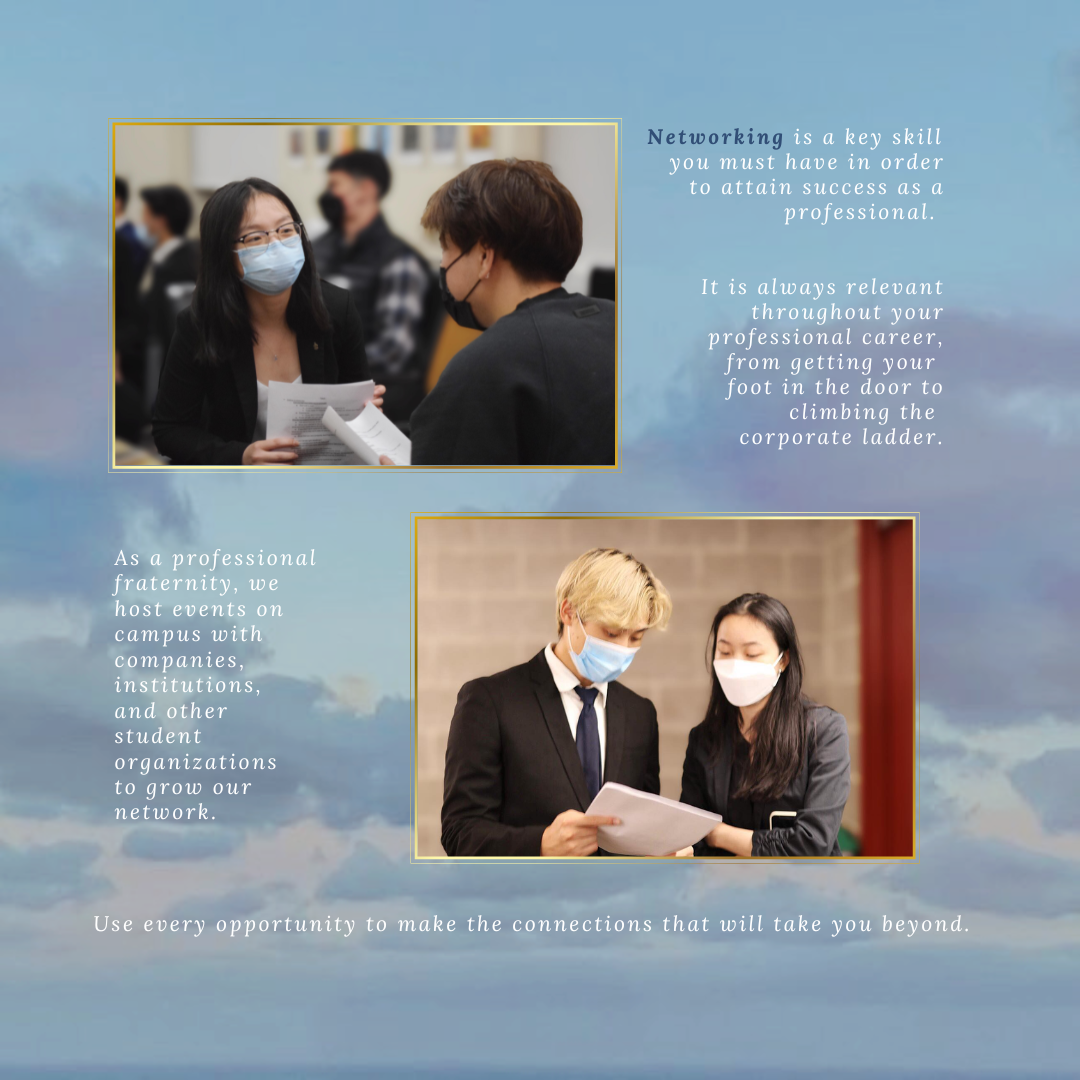 Networking is a key skill
you must have in order
to attain success as a
professional.
It is always relevant
throughout your
professional career,
from getting your
foot in the door to
climbing the
corporate ladder.
As a professional
fraternity, we
host events on
campus with
companies,
institutions,
and other
student
organizations
to grow our
network.
Use every opportunity to make the connections that will take you beyond.